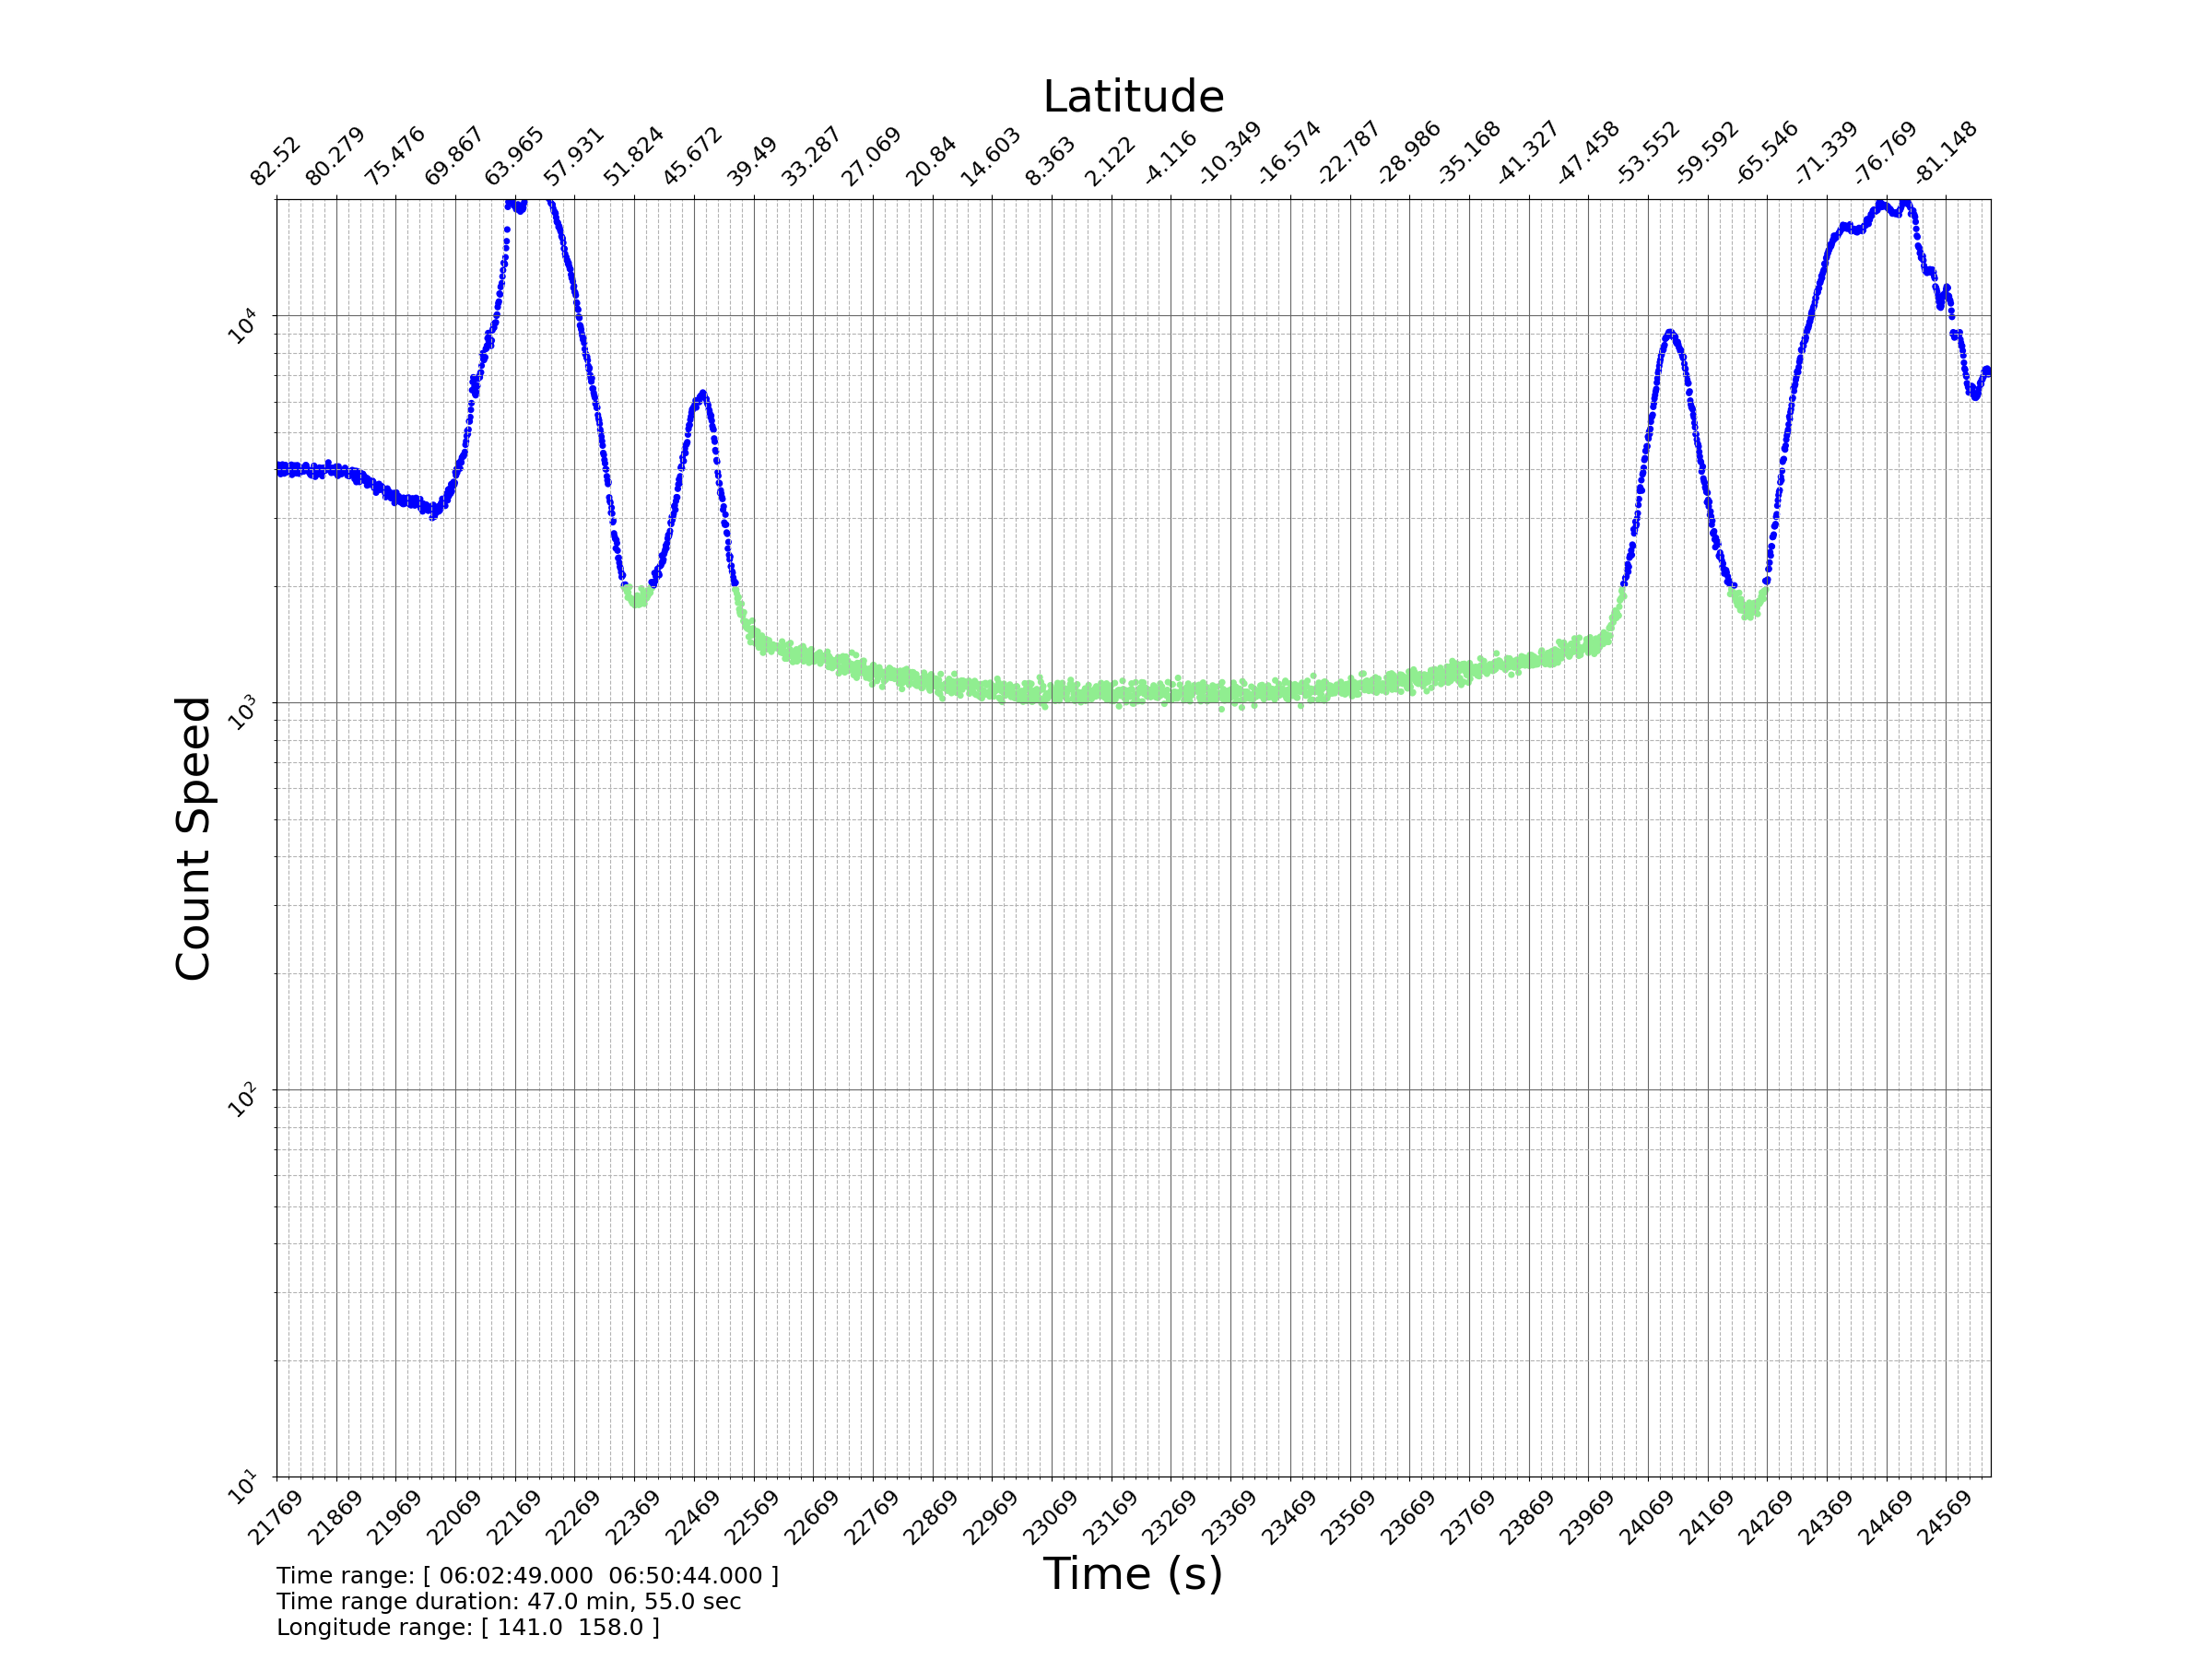 Latitude
82.52 80.279 75.476 69.867 63.965 57.931 51.824 45.672 39.49 33.287 27.069 20.84 14.603 8.363 2.122 -4.116 -10.349 -16.574 -22.787 -28.986 -35.168 -41.327 -47.458 -53.552 -59.592 -65.546 -71.339 -76.769 -81.148
10⁴
10³
Count Speed
10²
10¹
21769 21869 21969 22069 22169 22269 22369 22469 22569 22669 22769 22869 22969 23069 23169 23269 23369 23469 23569 23669 23769 23869 23969 24069 24169 24269 24369 24469 24569
Time (s)
Time range: [ 06:02:49.000  06:50:44.000 ]
Time range duration: 47.0 min, 55.0 sec
Longitude range: [ 141.0  158.0 ]